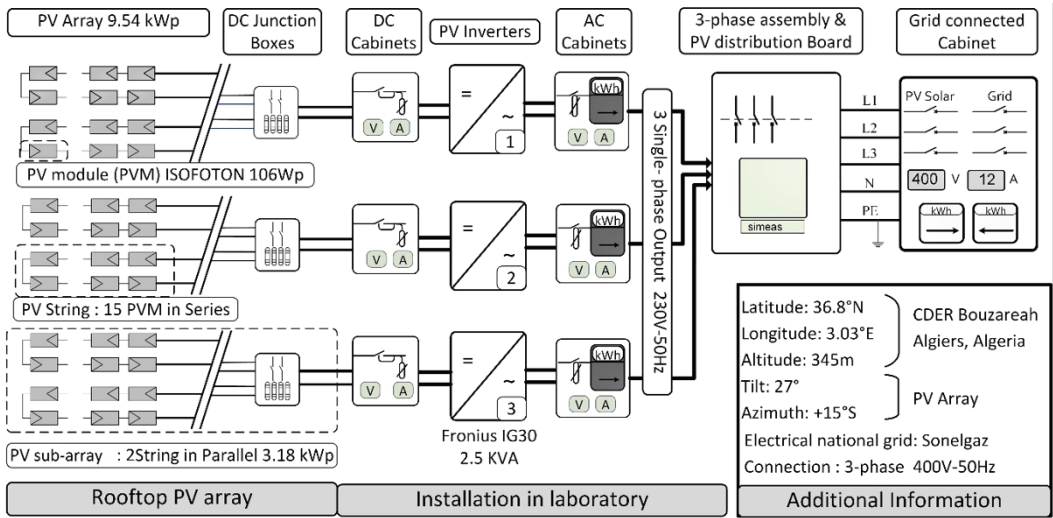 PV Array 9.54 kWp
DC Junction
Boxes
DC
Cabinets
PV Inverters
AC
Cabinets
3-phase assembly &
PV distribution Board
Grid connected
Cabinet
V
A
=
~
1
kWh
V
A
PV module (PVM) ISOFOTON 106Wp
V
A
=
~
2
kWh
V
A
PV String : 15 PVM in Series
V
A
=
~
3
kWh
V
A
PV sub-array : 2String in Parallel 3.18 kWp
Fronius IG30
2.5 KVA
3 Single- phase Output 230V-50Hz
simeas
L1
L2
L3
N
PE
PV Solar
Grid
400 V
12 A
kWh
kWh
Latitude: 36.8°N
Longitude: 3.03°E
Altitude: 345m
CDER Bouzareah
Algiers, Algeria
Tilt: 27°
Azimuth: +15°S
PV Array
Electrical national grid: Sonelgaz
Connection : 3-phase 400V-50Hz
Rooftop PV array
Installation in laboratory
Additional Information